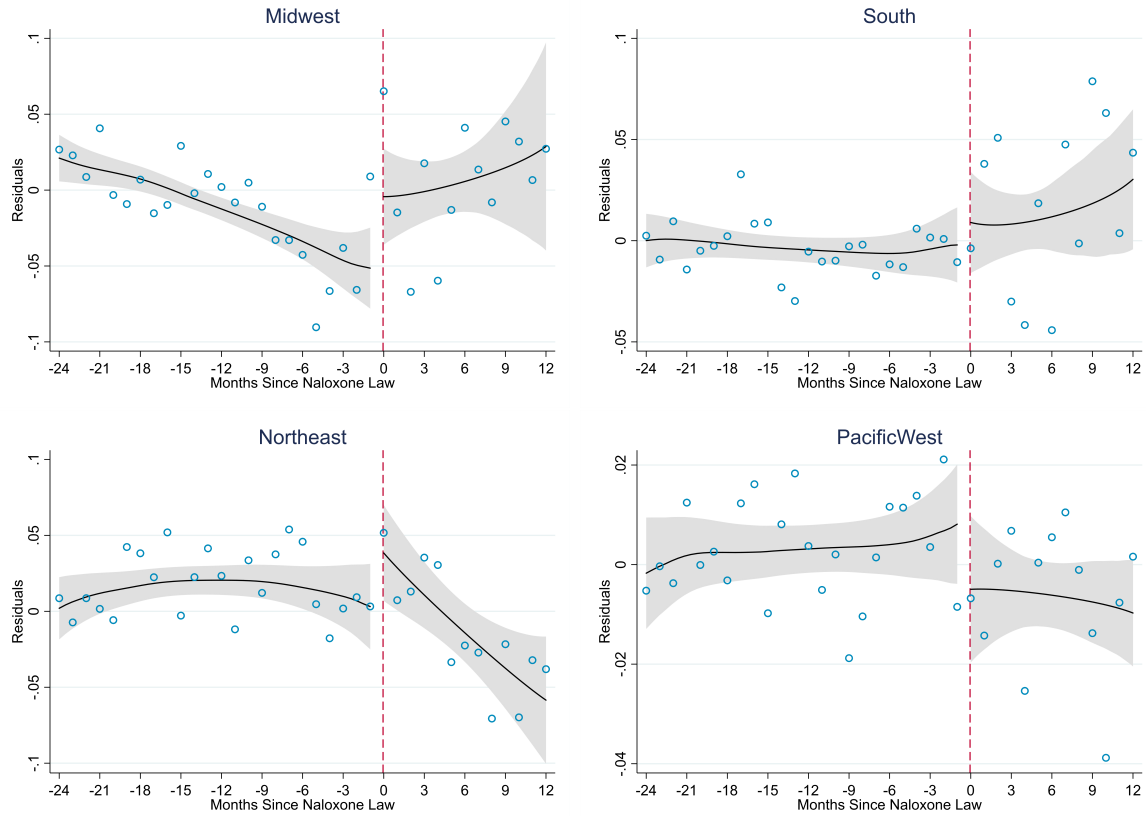 Midwest
.1
.05
0
-.05
-.1
Residuals
-24 -21 -18 -15 -12 -9 -6 -3 0 3 6 9 12
Months Since Naloxone Law
South
.1
.05
0
-.05
Residuals
-24 -21 -18 -15 -12 -9 -6 -3 0 3 6 9 12
Months Since Naloxone Law
Northeast
.1
.05
0
-.05
-.1
Residuals
-24 -21 -18 -15 -12 -9 -6 -3 0 3 6 9 12
Months Since Naloxone Law
PacificWest
.02
0
-.02
-.04
Residuals
-24 -21 -18 -15 -12 -9 -6 -3 0 3 6 9 12
Months Since Naloxone Law